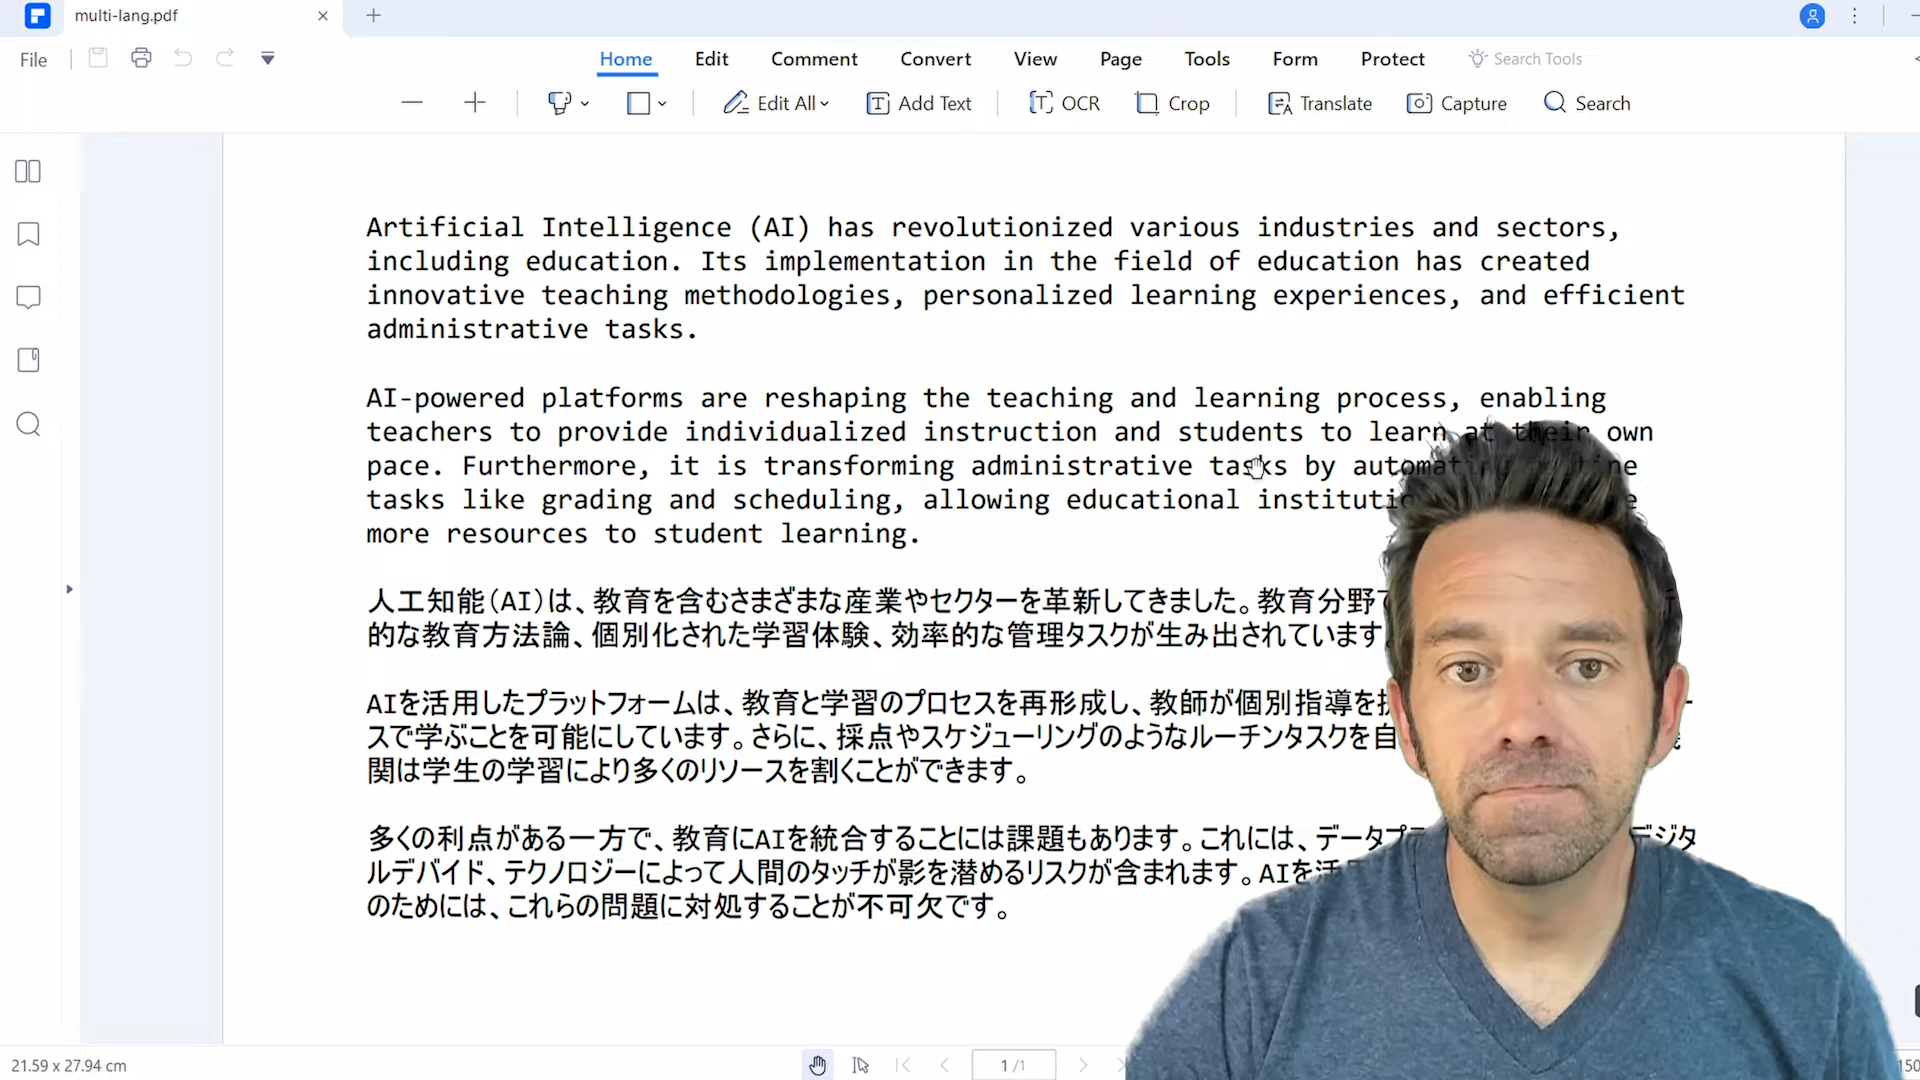 multi-lang.pdf
File
Home Edit Comment Convert View Page Tools Form Protect Search Tools
Edit All Add Text OCR Crop Translate Capture Search
Artificial Intelligence (AI) has revolutionized various industries and sectors,
including education. Its implementation in the field of education has created
innovative teaching methodologies, personalized learning experiences, and efficient
administrative tasks.
AI-powered platforms are reshaping the teaching and learning process, enabling
teachers to provide individualized instruction and students to learn at their own
pace. Furthermore, it is transforming administrative tasks by
tasks like grading and scheduling, allowing educational
more resources to student learning.
人工知能(AI)は、教育を含むさまざまな産業やセクターを革新してきました。教育分野
的な教育方法論、個別化された学習体験、効率的な管理タスクが生み出されています。
AIを活用したプラットフォームは、教育と学習のプロセスを再形成し、教師が個別指導を
スで学ぶことを可能にしています。さらに、採点やスケジューリングのようなルーチンタスクを自
関は学生の学習により多くのリソースを割くことができます。
多くの利点がある一方で、教育にAIを統合することには課題もあります。これには、データ デジタ
ルデバイド、テクノロジーによって人間のタッチが影を潜めるリスクが含まれます。AIを
のためには、これらの問題に対処することが不可欠です。
21.59 x 27.94 cm 1 /1 150